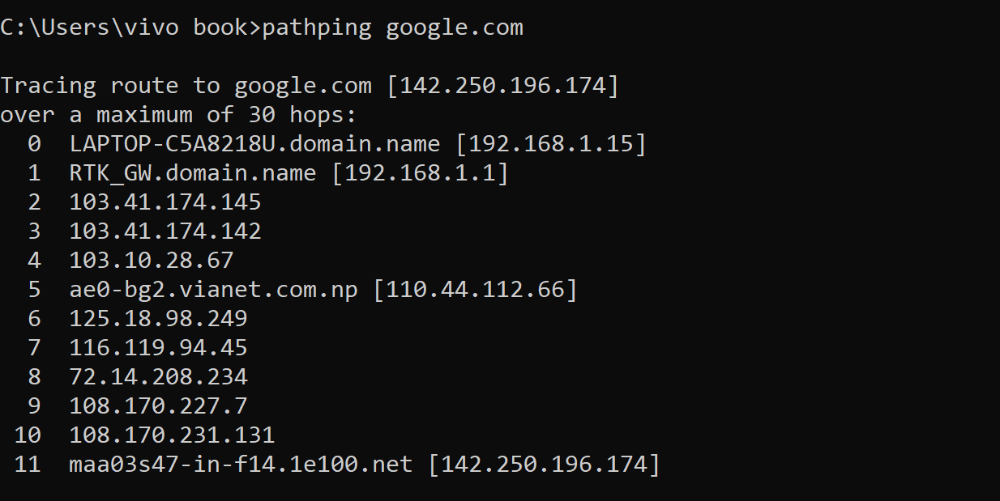 C:\Users\vivo book>pathping google.com
Tracing route to google.com [142.250.196.174]
over a maximum of 30 hops:
0 LAPTOP-C5A8218U.domain.name [192.168.1.15]
1 RTK_GW.domain.name [192.168.1.1]
2 103.41.174.145
3 103.41.174.142
4 103.10.28.67
5 ae0-bg2.vianet.com.np [110.44.112.66]
6 125.18.98.249
7 116.119.94.45
8 72.14.208.234
9 108.170.227.7
10 108.170.231.131
11 maa03s47-in-f14.1e100.net [142.250.196.174]